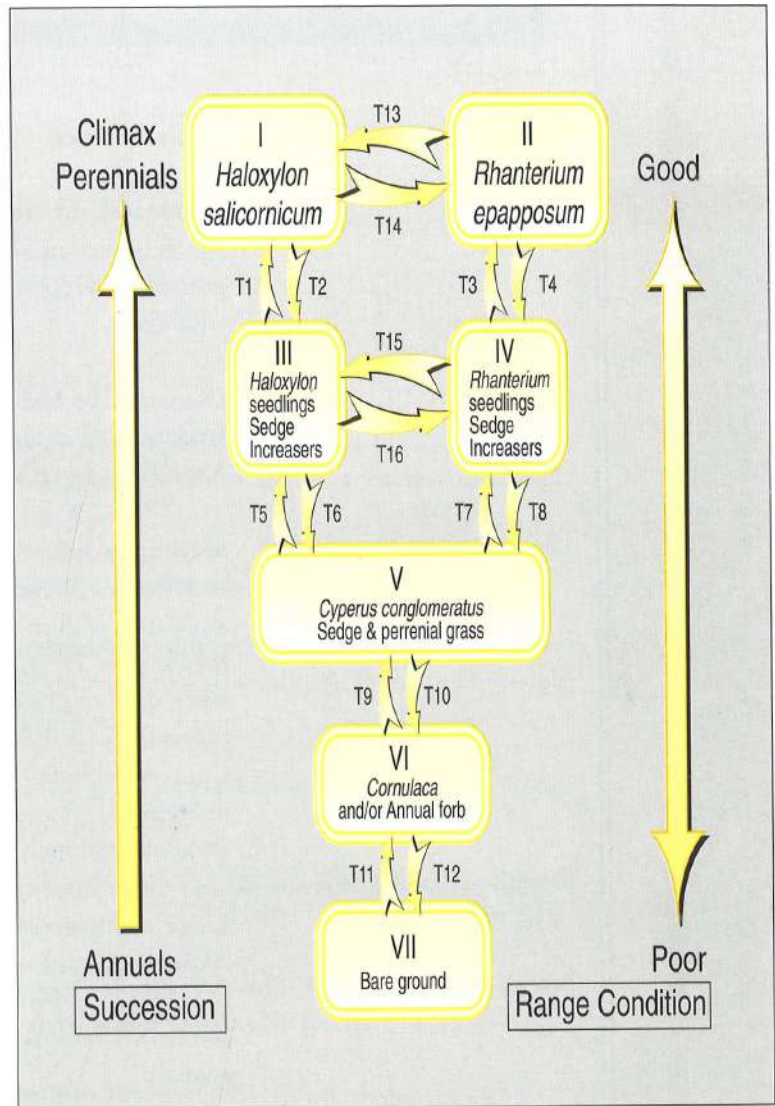 T13
Climax
Perennials
I
Haloxylon
salicornicum
II
Rhanterium
epapposum
Good
T14
T1
T2
T3
T4
T15
III
Haloxylon
seedlings
Sedge
Increasers
IV
Rhanterium
seedlings
Sedge
Increasers
T16
T5
T6
T7
T8
V
Cyperus conglomeratus
Sedge & perrenial grass
T9
T10
VI
Cornulaca
and/or Annual forb
T11
T12
VII
Bare ground
Annuals
Succession
Poor
Range Condition